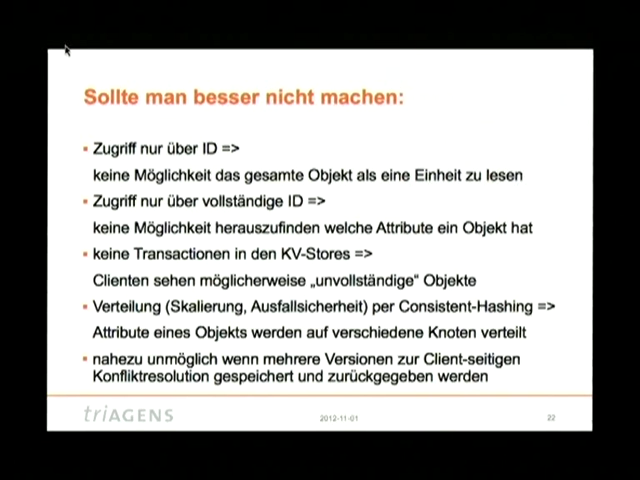 Sollte man besser nicht machen:
Zugriff nur über ID =>
keine Möglichkeit das gesamte Objekt als eine Einheit zu lesen
Zugriff nur über vollständige ID =>
keine Möglichkeit herauszufinden welche Attribute ein Objekt hat
keine Transactionen in den KV-Stores =>
Clienten sehen möglicherweise „unvollständige“ Objekte
Verteilung (Skalierung, Ausfallsicherheit) per Consistent-Hashing =>
Attribute eines Objekts werden auf verschiedene Knoten verteilt
nahezu unmöglich wenn mehrere Versionen zur Client-seitigen
Konfliktresolution gespeichert und zurückgegeben werden
triAGENS
2012-11-01
22